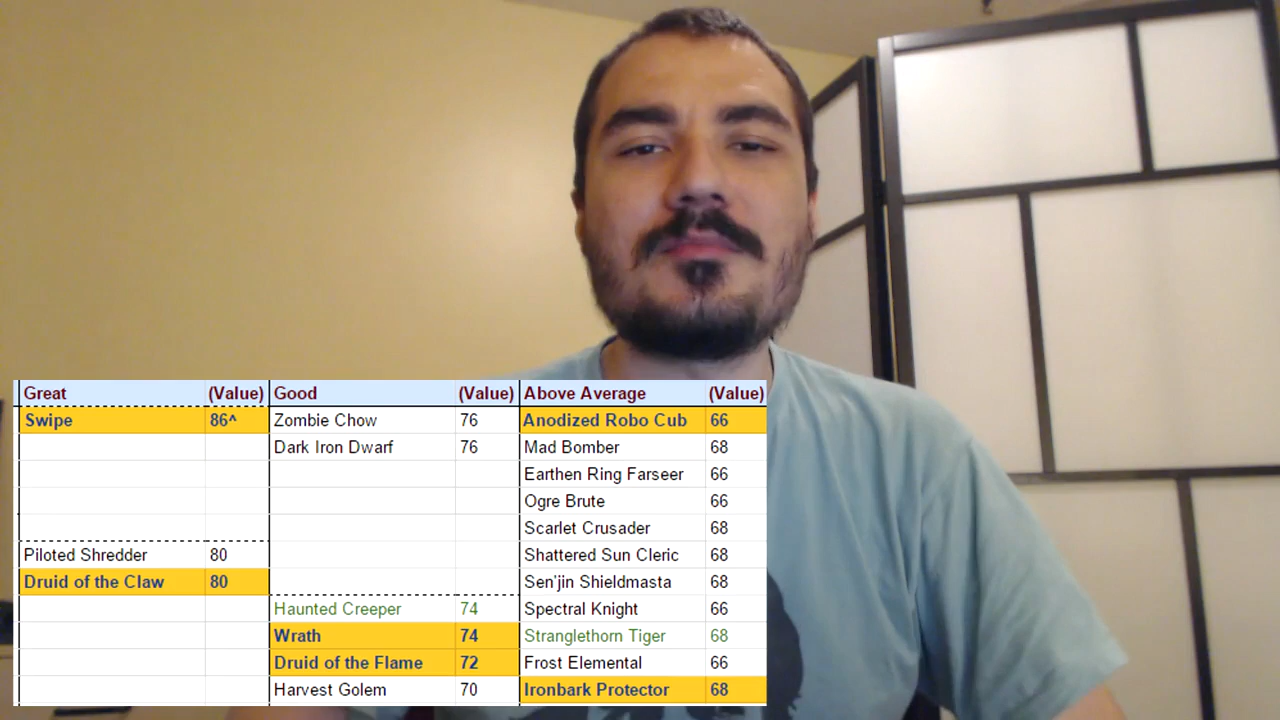 Great (Value) Good (Value) Above Average (Value)
Swipe 86^ Zombie Chow 76 Anodized Robo Cub 66
Dark Iron Dwarf 76 Mad Bomber 68
Earthen Ring Farseer 66
Ogre Brute 66
Scarlet Crusader 68
Piloted Shredder 80 Shattered Sun Cleric 68
Druid of the Claw 80 Sen'jin Shieldmasta 68
Haunted Creeper 74 Spectral Knight 66
Wrath 74 Stranglethorn Tiger 68
Druid of the Flame 72 Frost Elemental 66
Harvest Golem 70 Ironbark Protector 68